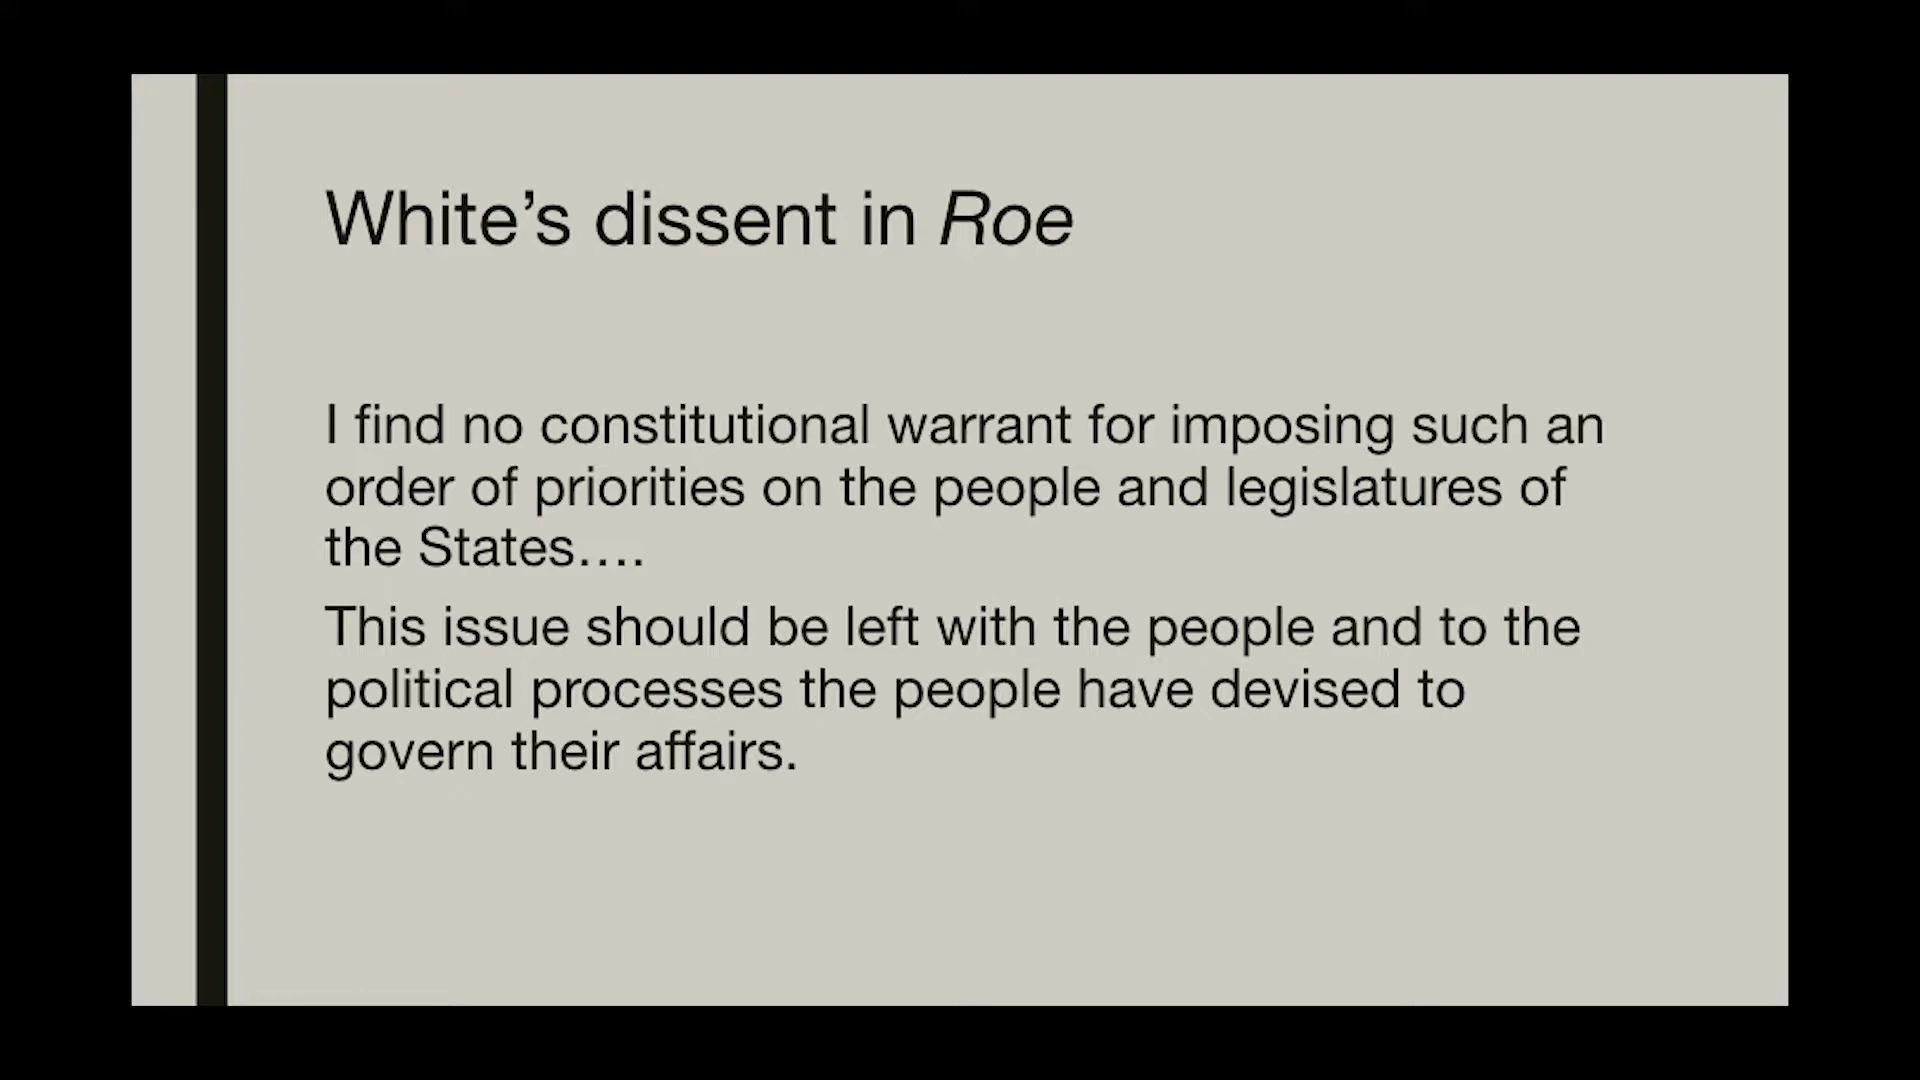 White’s dissent in Roe
I find no constitutional warrant for imposing such an
order of priorities on the people and legislatures of
the States….
This issue should be left with the people and to the
political processes the people have devised to
govern their affairs.